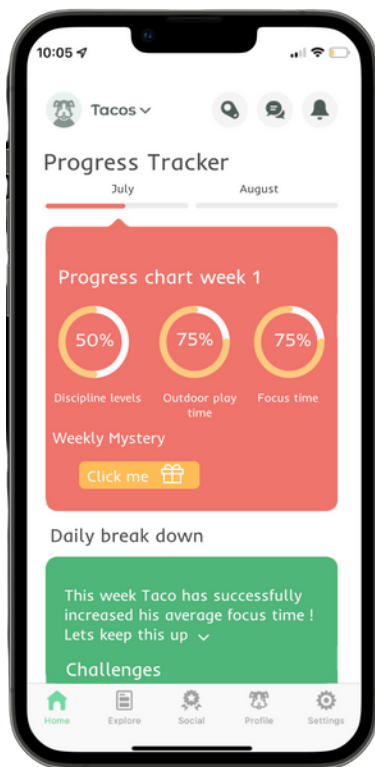 10:05
Tacos
Progress Tracker
July August
Progress chart week 1
50% 75% 75%
Discipline levels Outdoor play time Focus time
Weekly Mystery
Click me
Daily break down
This week Taco has successfully
increased his average focus time !
Lets keep this up
Challenges
Home Explore Social Profile Settings